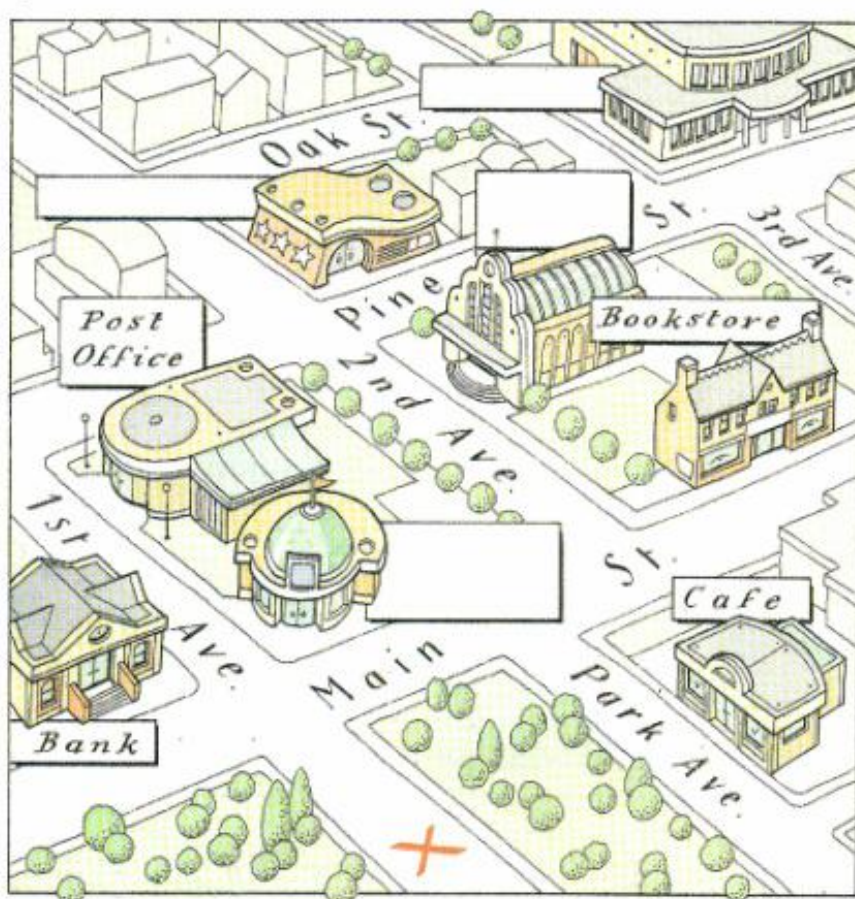 Oak St.
Pine St.
3rd Ave.
Bookstore
Post
Office
2nd Ave.
1st Ave.
Main St.
Cafe
Park Ave.
Bank